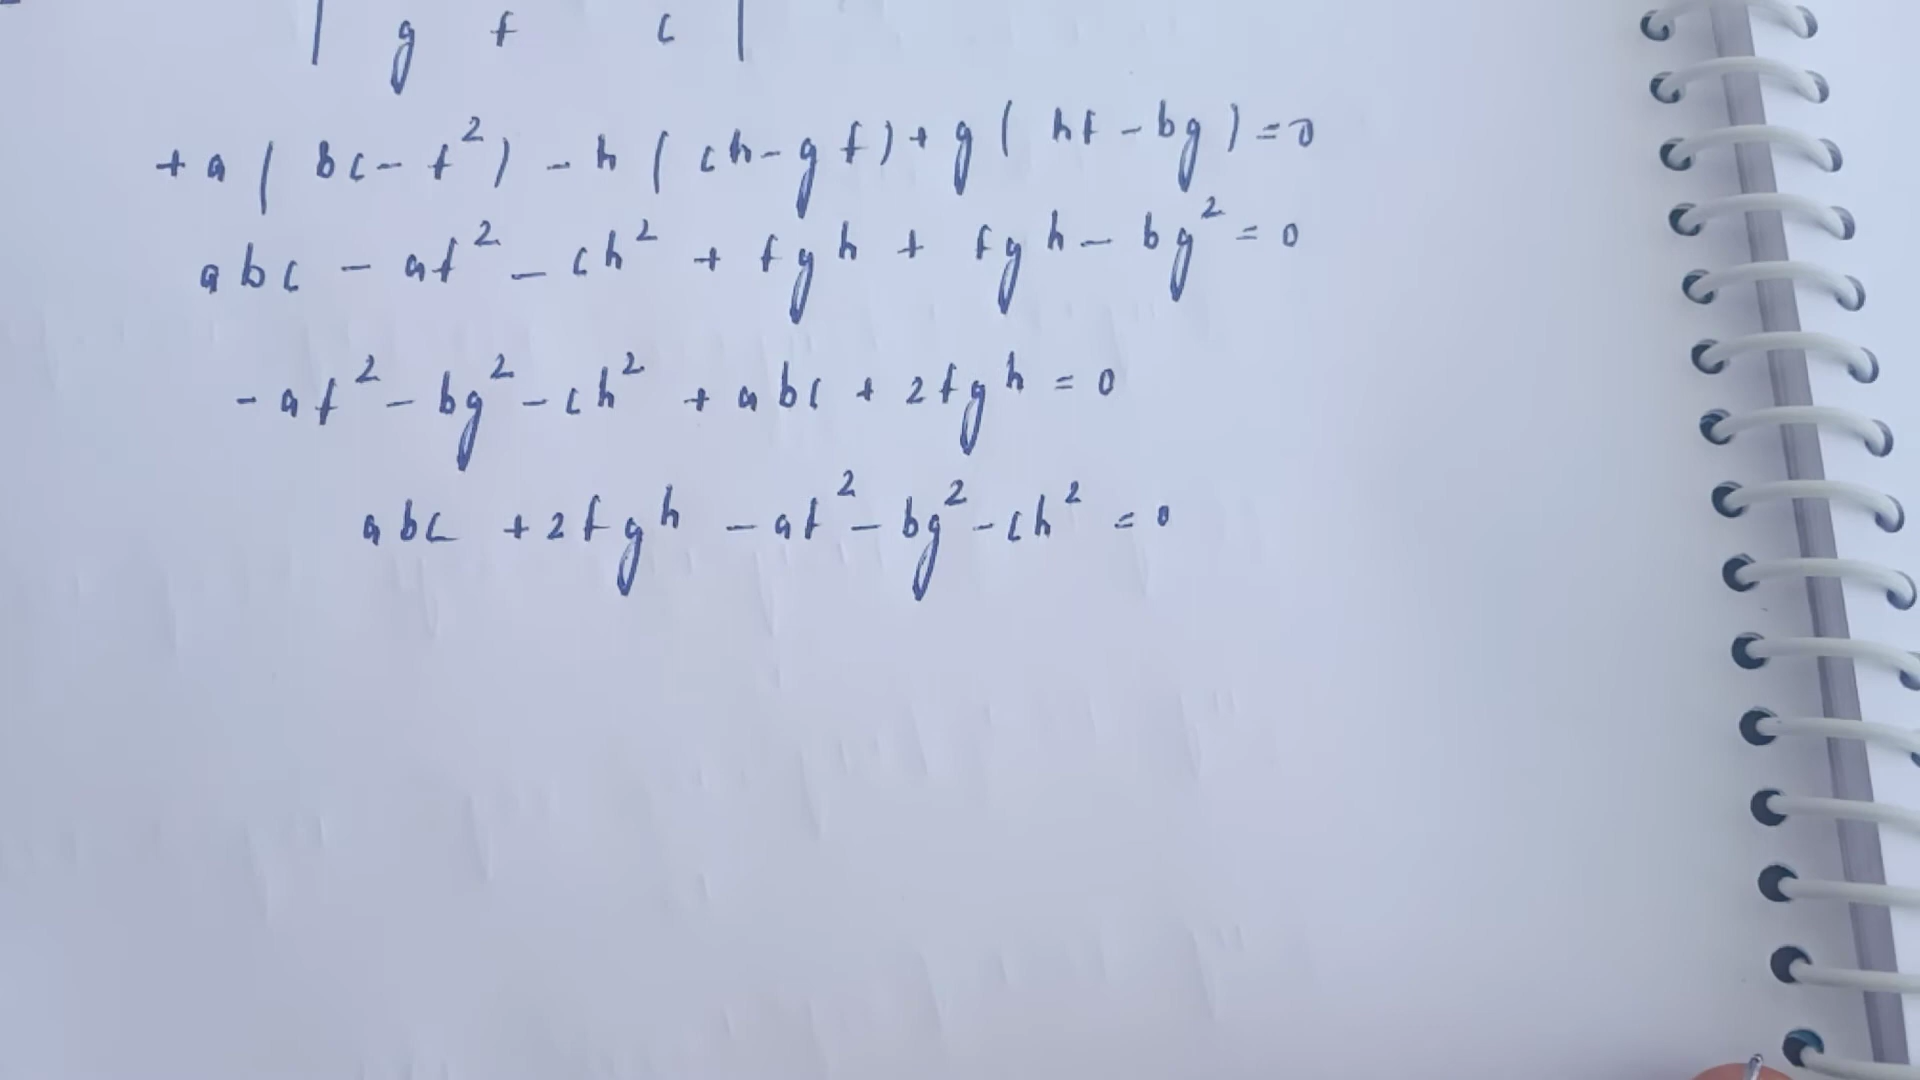 | g f c |
+a(bc-f²)-h(ch-gf)+g(hf-bg)=0
abc-af²-ch²+fgh+fgh-bg²=0
-af²-bg²-ch²+abc+2fgh=0
abc+2fgh-af²-bg²-ch²=0